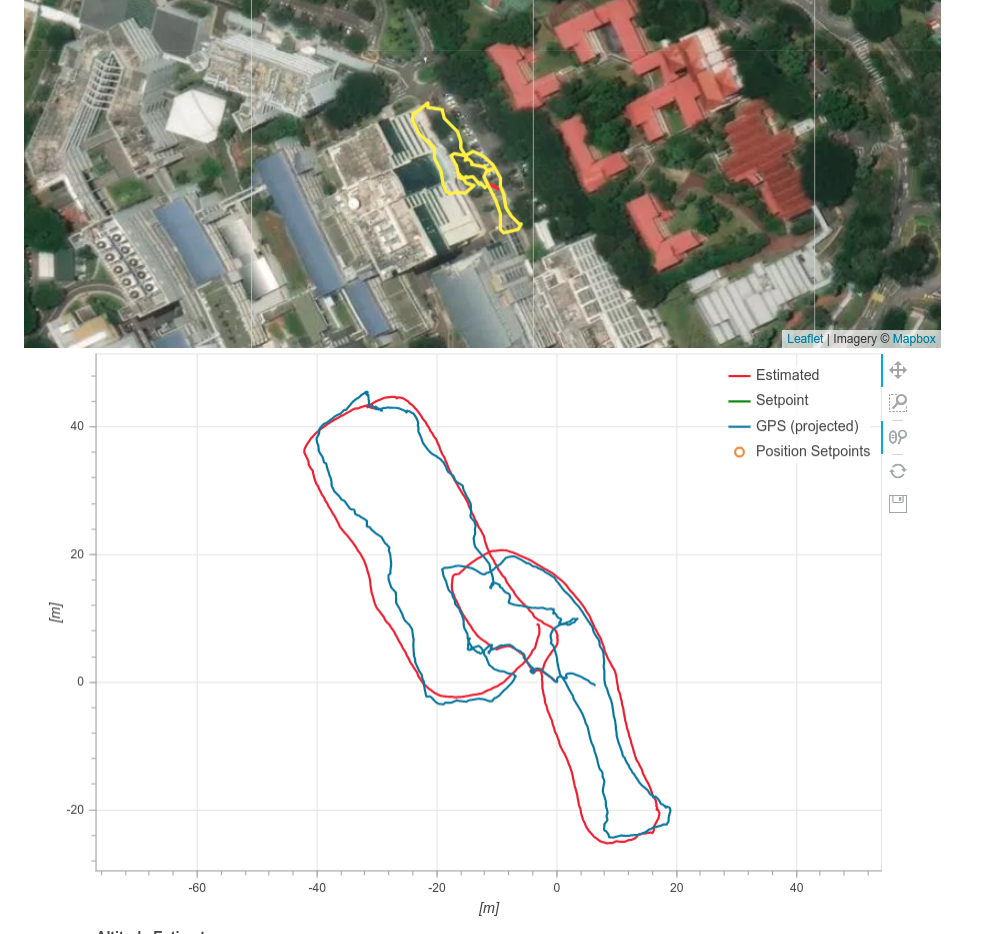 Leaflet | Imagery © Mapbox
Estimated
Setpoint
GPS (projected)
Position Setpoints
40
20
0
-20
[m]
-60
-40
-20
0
20
40
[m]